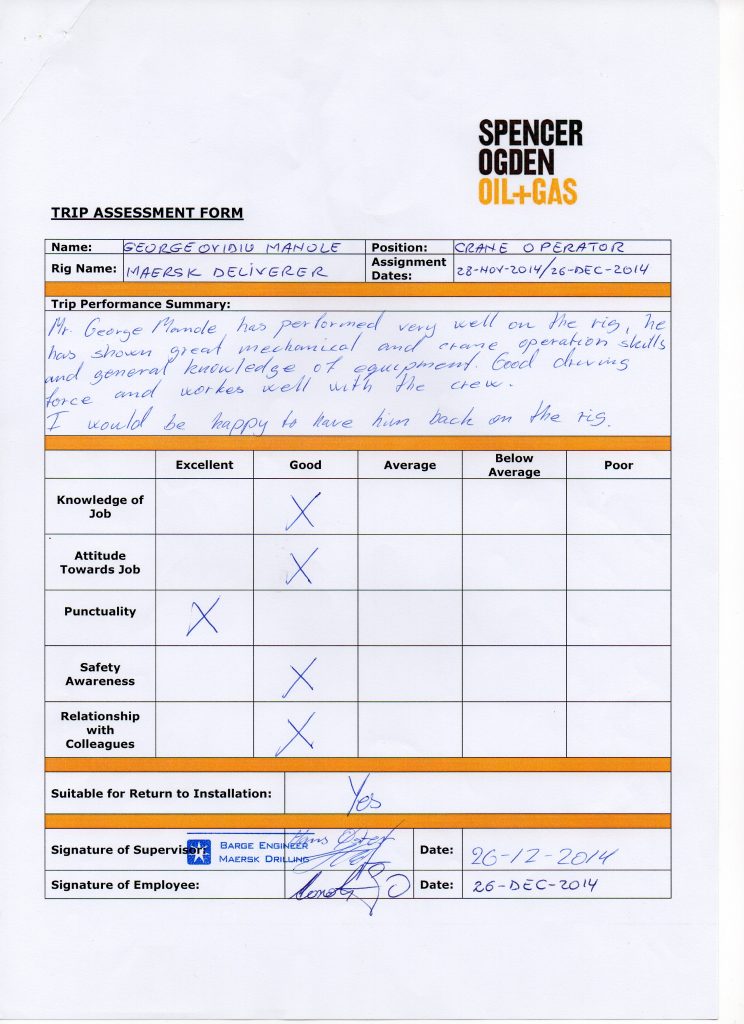 SPENCER
OGDEN
OIL+GAS
TRIP ASSESSMENT FORM
Name: GEORGE OVIDIU MANOLE Position: CRANE OPERATOR
Rig Name: MAERSK DELIVERER Assignment Dates: 28-NOV-2014/26-DEC-2014
Trip Performance Summary:
Mr. George Manole, has performed very well on the rig, he
has shown great mechanical and crane operation skills
and general knowledge of equipment. Good driving
force and workes well with the crew.
I would be happy to have him back on the rig.
Excellent Good Average Below Average Poor
Knowledge of Job X
Attitude Towards Job X
Punctuality X
Safety Awareness X
Relationship with Colleagues X
Suitable for Return to Installation: Yes
Signature of Supervisor: Hans Date: 26-12-2014
BARGE ENGINEER
MAERSK DRILLING
Signature of Employee: Date: 26-DEC-2014